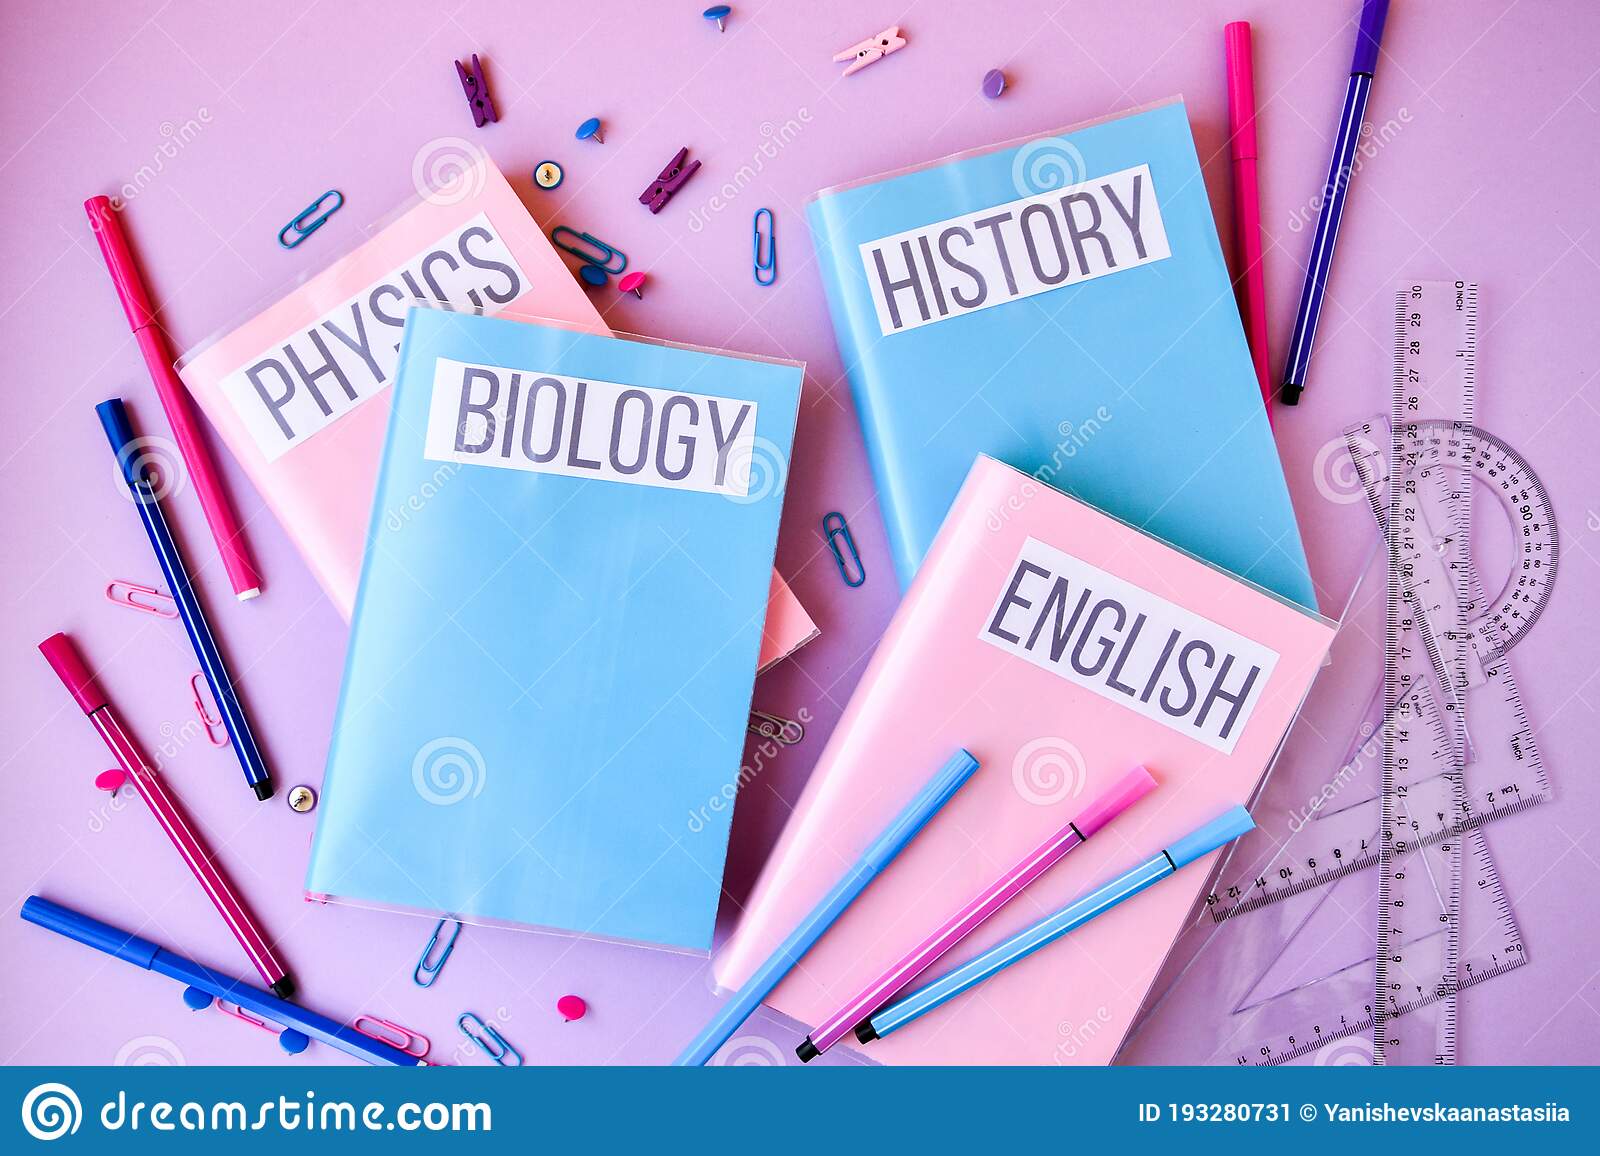 PHYSICS
BIOLOGY
HISTORY
ENGLISH
dreamstime.com
ID 193280731 © Yanishevskaanastasiia